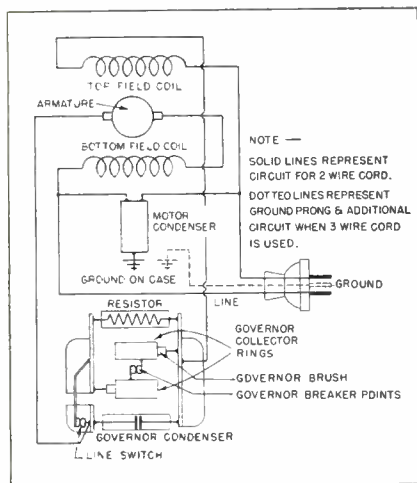 TOP FIELD COIL
ARMATURE
BOTTOM FIELD COIL
NOTE —
SOLID LINES REPRESENT
CIRCUIT FOR 2 WIRE CORD.
DOTTED LINES REPRESENT
GROUND PRONG & ADDITIONAL
CIRCUIT WHEN 3 WIRE CORD
IS USED.
MOTOR
CONDENSER
GROUND ON CASE
GROUND
LINE
RESISTOR
GOVERNOR
COLLECTOR
RINGS
GOVERNOR BRUSH
GOVERNOR BREAKER POINTS
GOVERNOR CONDENSER
LINE SWITCH